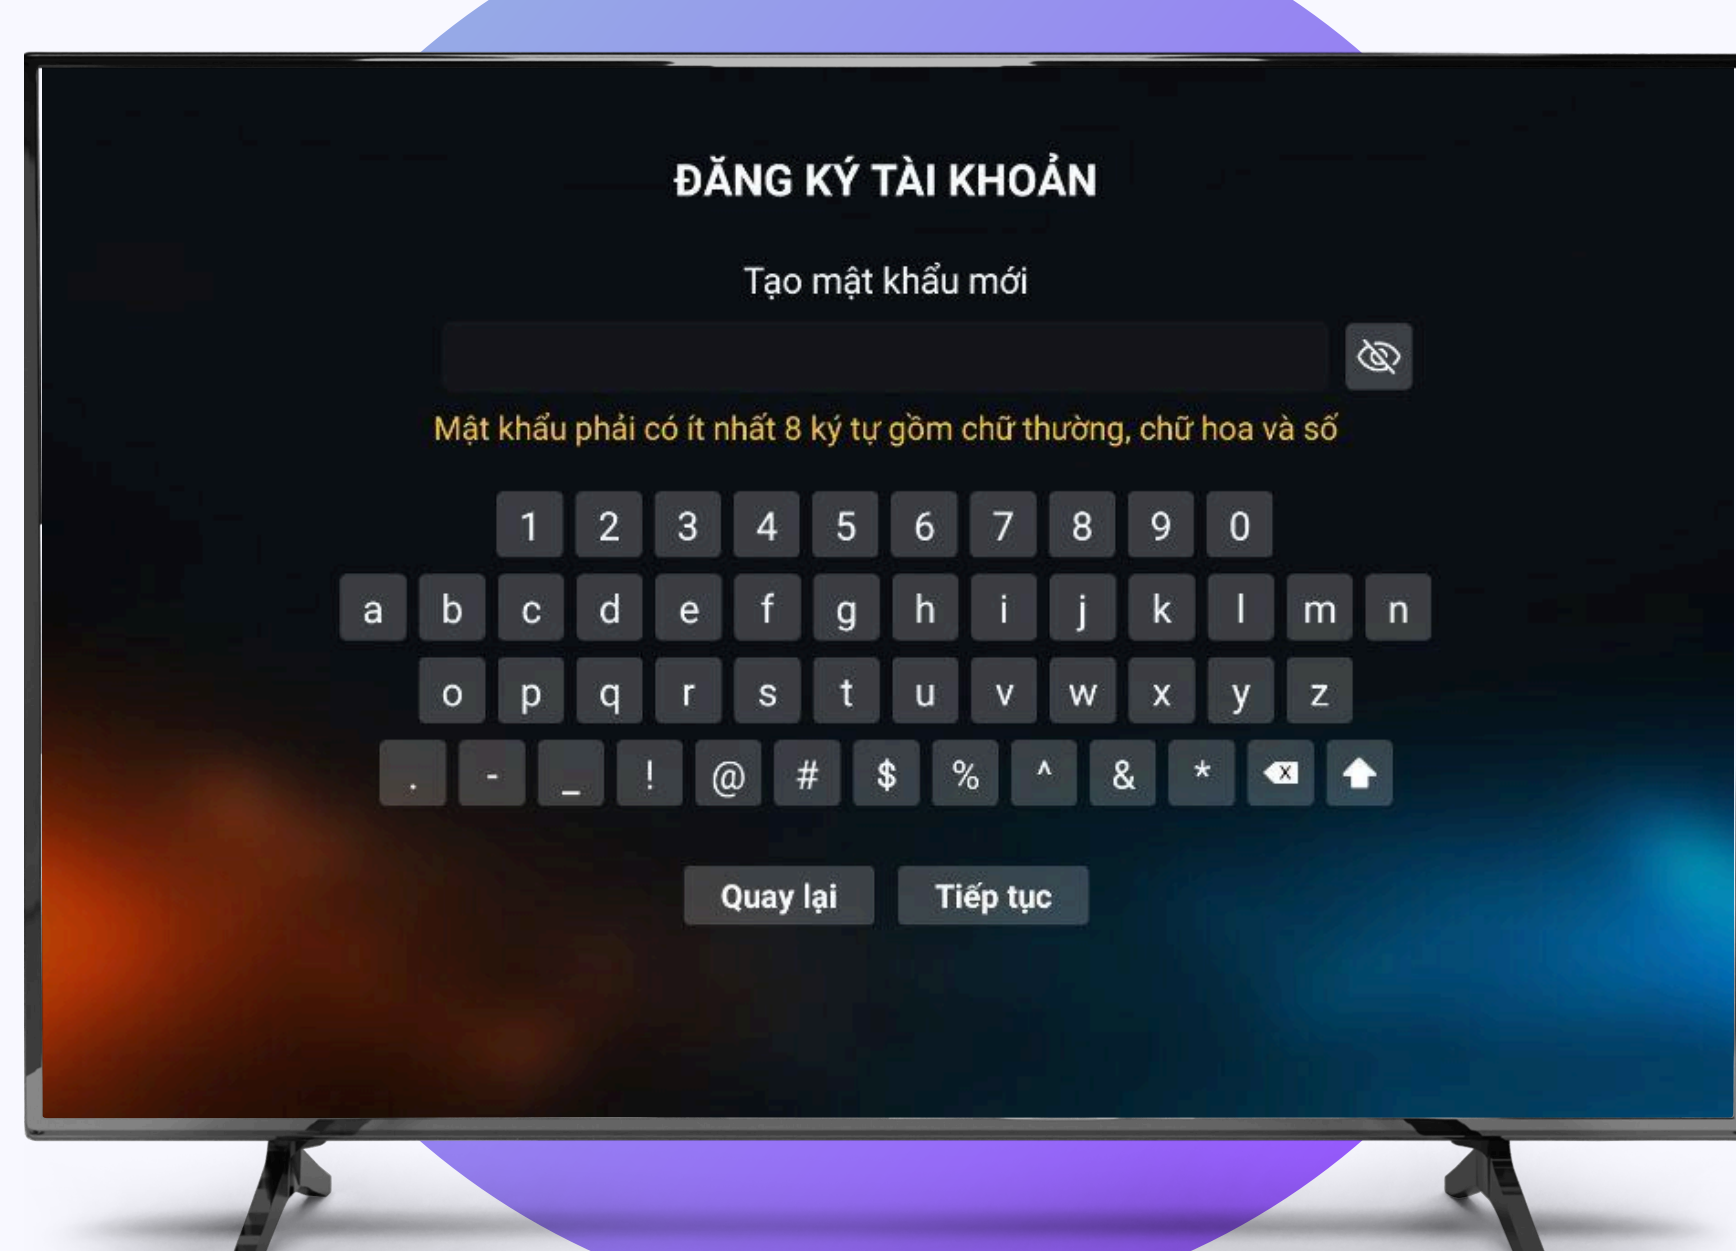 ĐĂNG KÝ TÀI KHOẢN
Tạo mật khẩu mới
Mật khẩu phải có ít nhất 8 ký tự gồm chữ thường, chữ hoa và số
1 2 3 4 5 6 7 8 9 0
a b c d e f g h i j k l m n
o p q r s t u v w x y z
. - _ ! @ # $ % ^ & *
Quay lại Tiếp tục